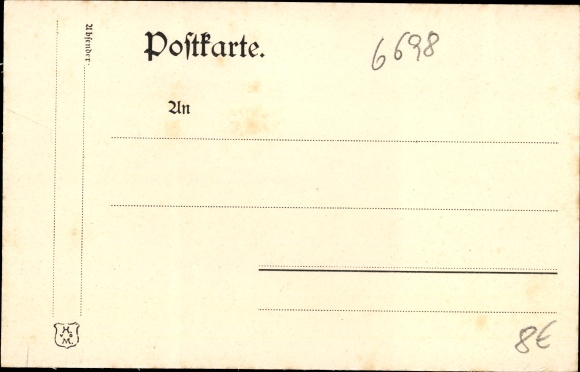 Absender.
Postkarte.
6698
An
H.
v. &
M.
8€